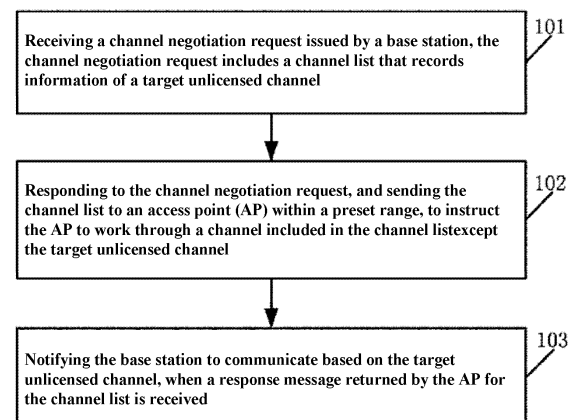 101
Receiving a channel negotiation request issued by a base station, the
channel negotiation request includes a channel list that records
information of a target unlicensed channel
102
Responding to the channel negotiation request, and sending the
channel list to an access point (AP) within a preset range, to instruct
the AP to work through a channel included in the channel listexcept
the target unlicensed channel
103
Notifying the base station to communicate based on the target
unlicensed channel, when a response message returned by the AP for
the channel list is received